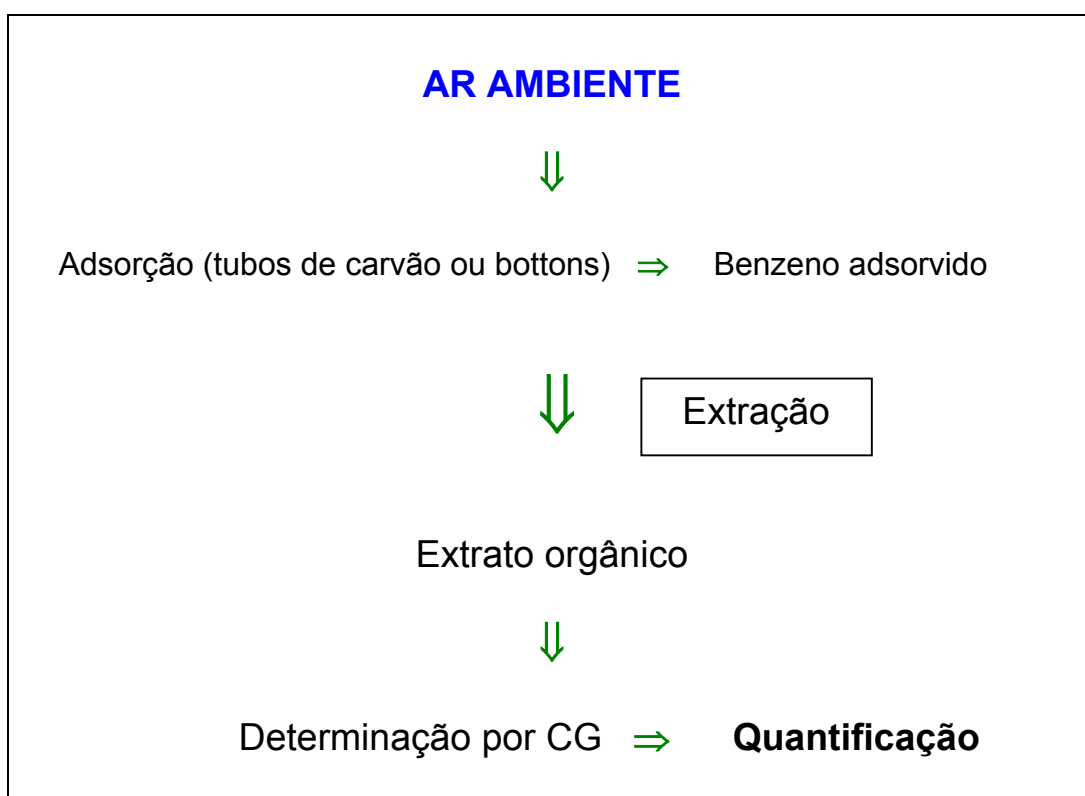 AR AMBIENTE
⇓
Adsorção (tubos de carvão ou bottons) ⇒ Benzeno adsorvido
⇓ Extração
Extrato orgânico
⇓
Determinação por CG ⇒ Quantificação